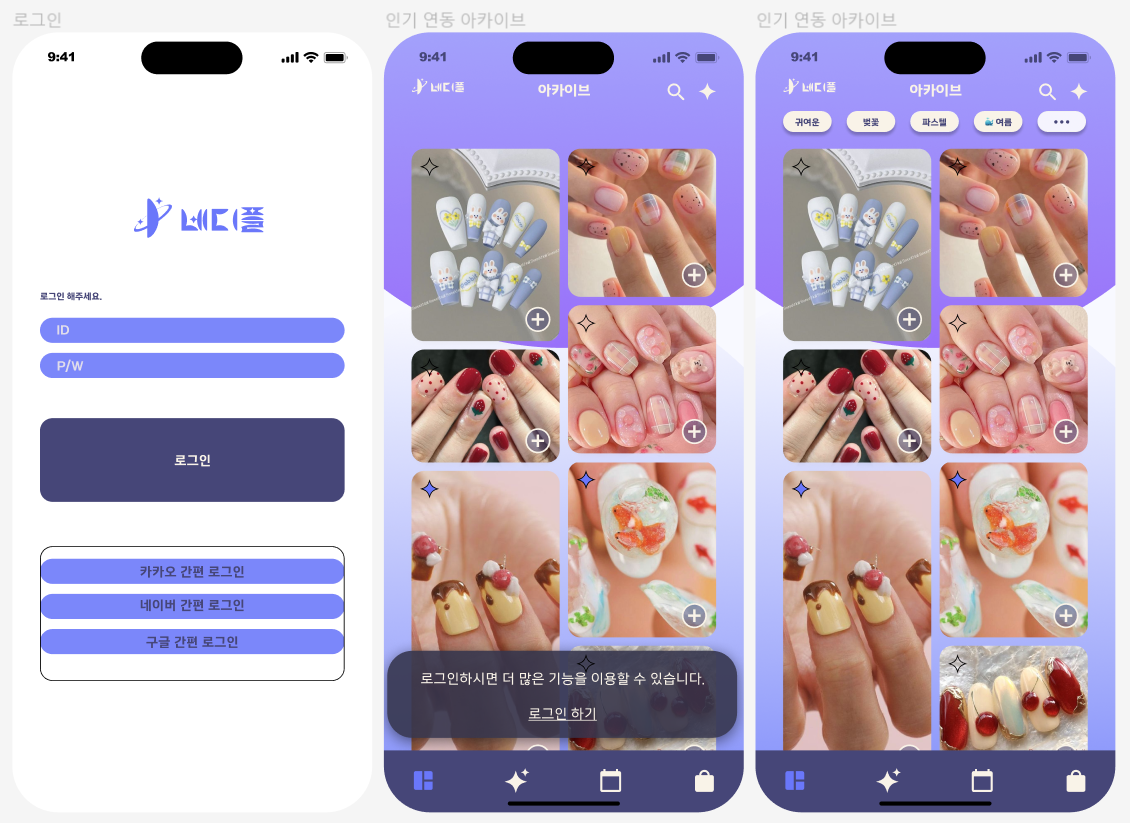 로그인
9:41
네디플
로그인 해주세요.
ID
P/W
로그인
카카오 간편 로그인
네이버 간편 로그인
구글 간편 로그인
인기 연동 아카이브
9:41
네디플
아카이브
로그인하시면 더 많은 기능을 이용할 수 있습니다.
로그인 하기
인기 연동 아카이브
9:41
네디플
아카이브
귀여운
벚꽃
파스텔
🐳 여름
•••